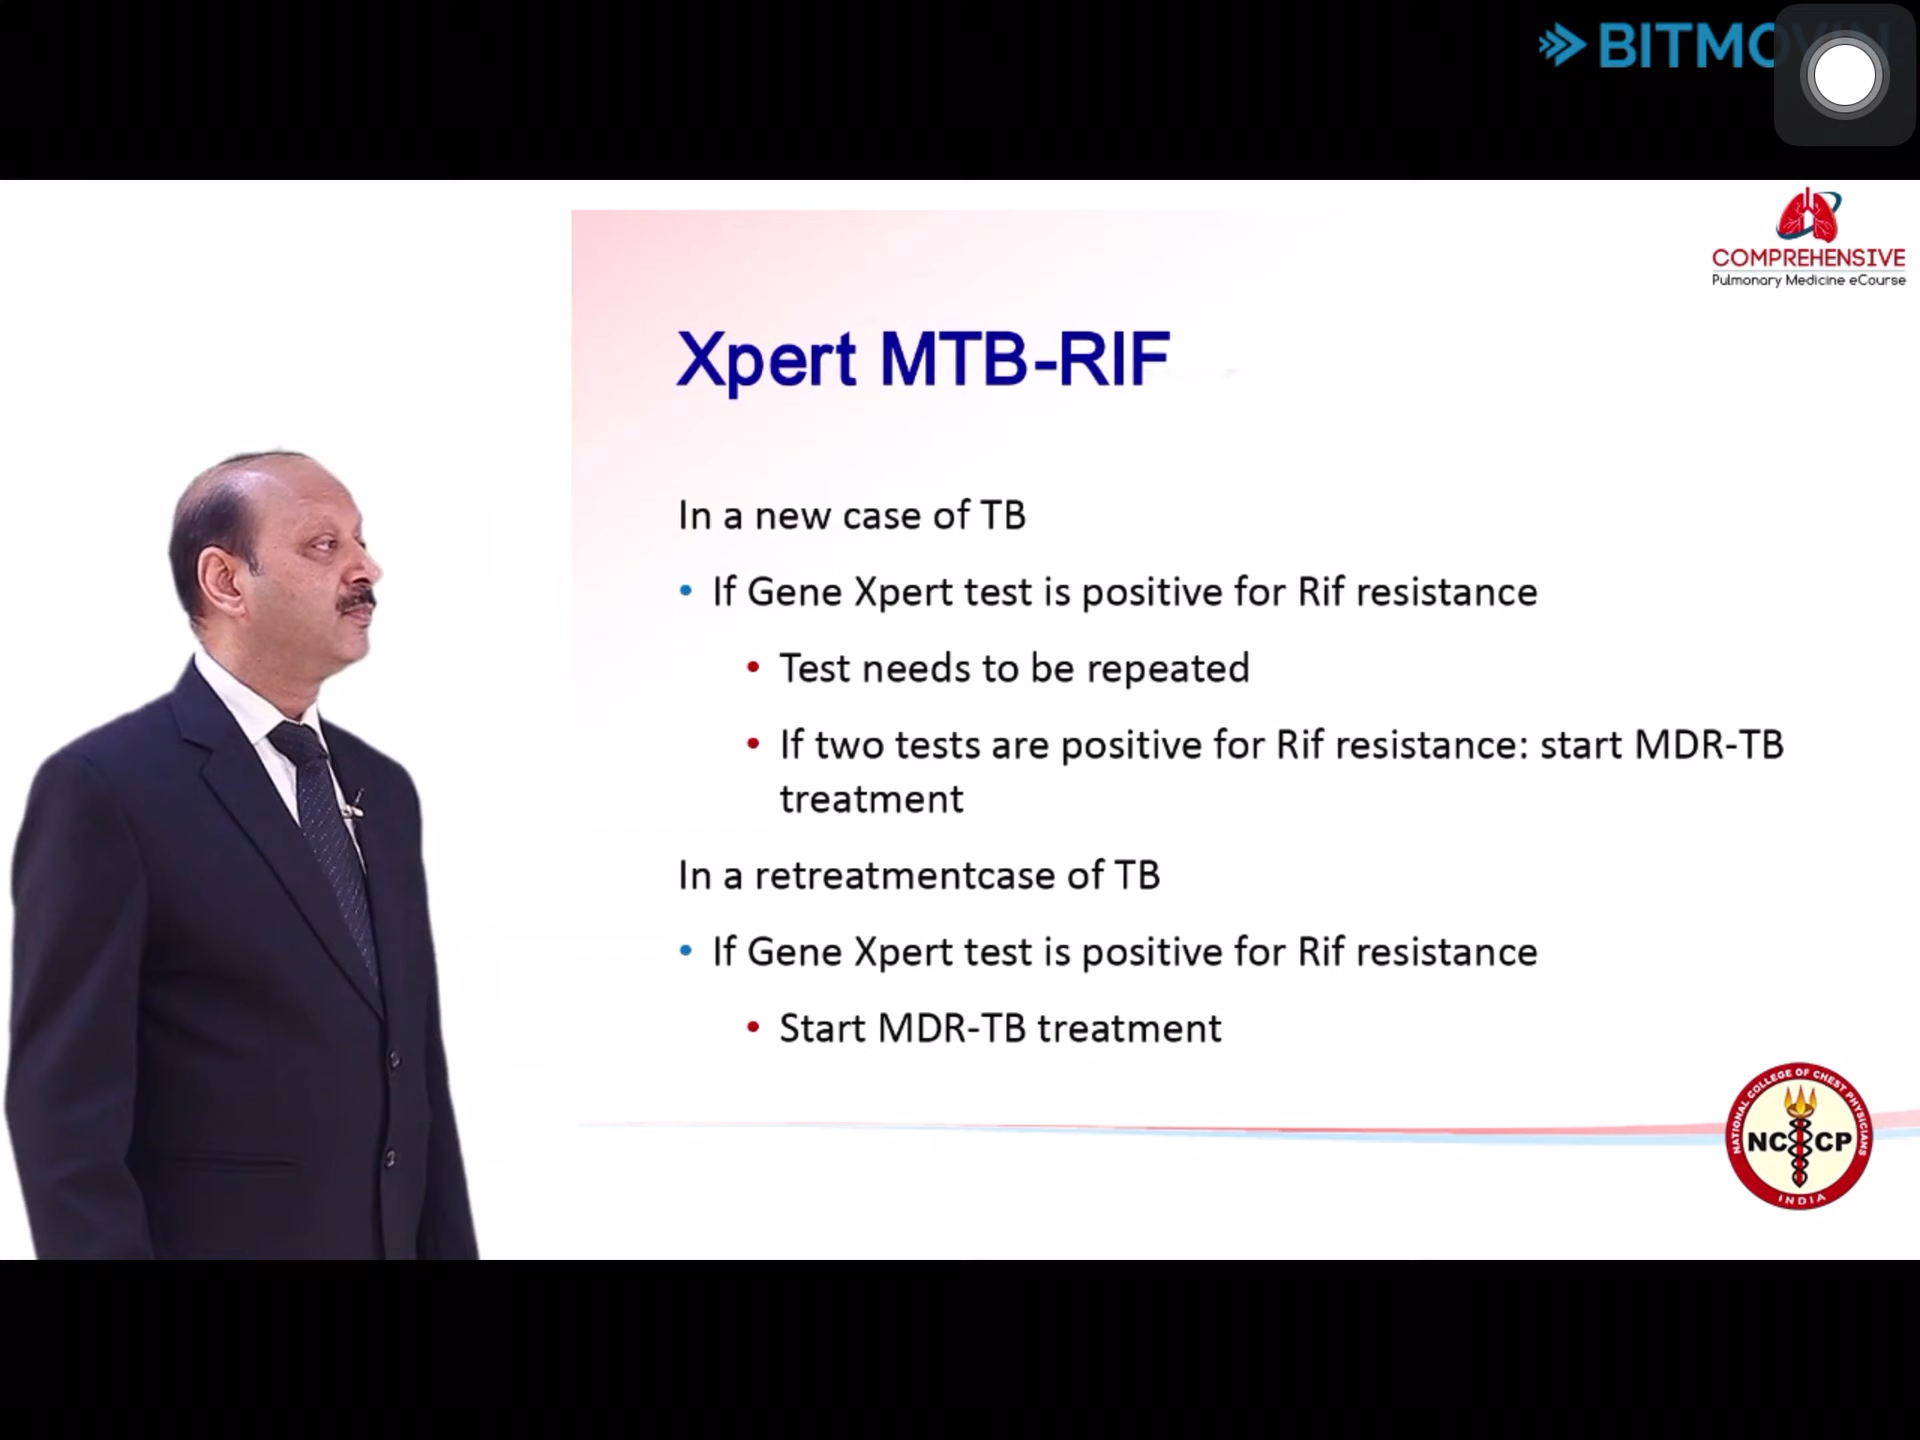 BITMOVIN
COMPREHENSIVE
Pulmonary Medicine eCourse
Xpert MTB-RIF
In a new case of TB
• If Gene Xpert test is positive for Rif resistance
• Test needs to be repeated
• If two tests are positive for Rif resistance: start MDR-TB
treatment
In a retreatmentcase of TB
• If Gene Xpert test is positive for Rif resistance
• Start MDR-TB treatment
NATIONAL COLLEGE OF CHEST PHYSICIANS
NCCP
INDIA